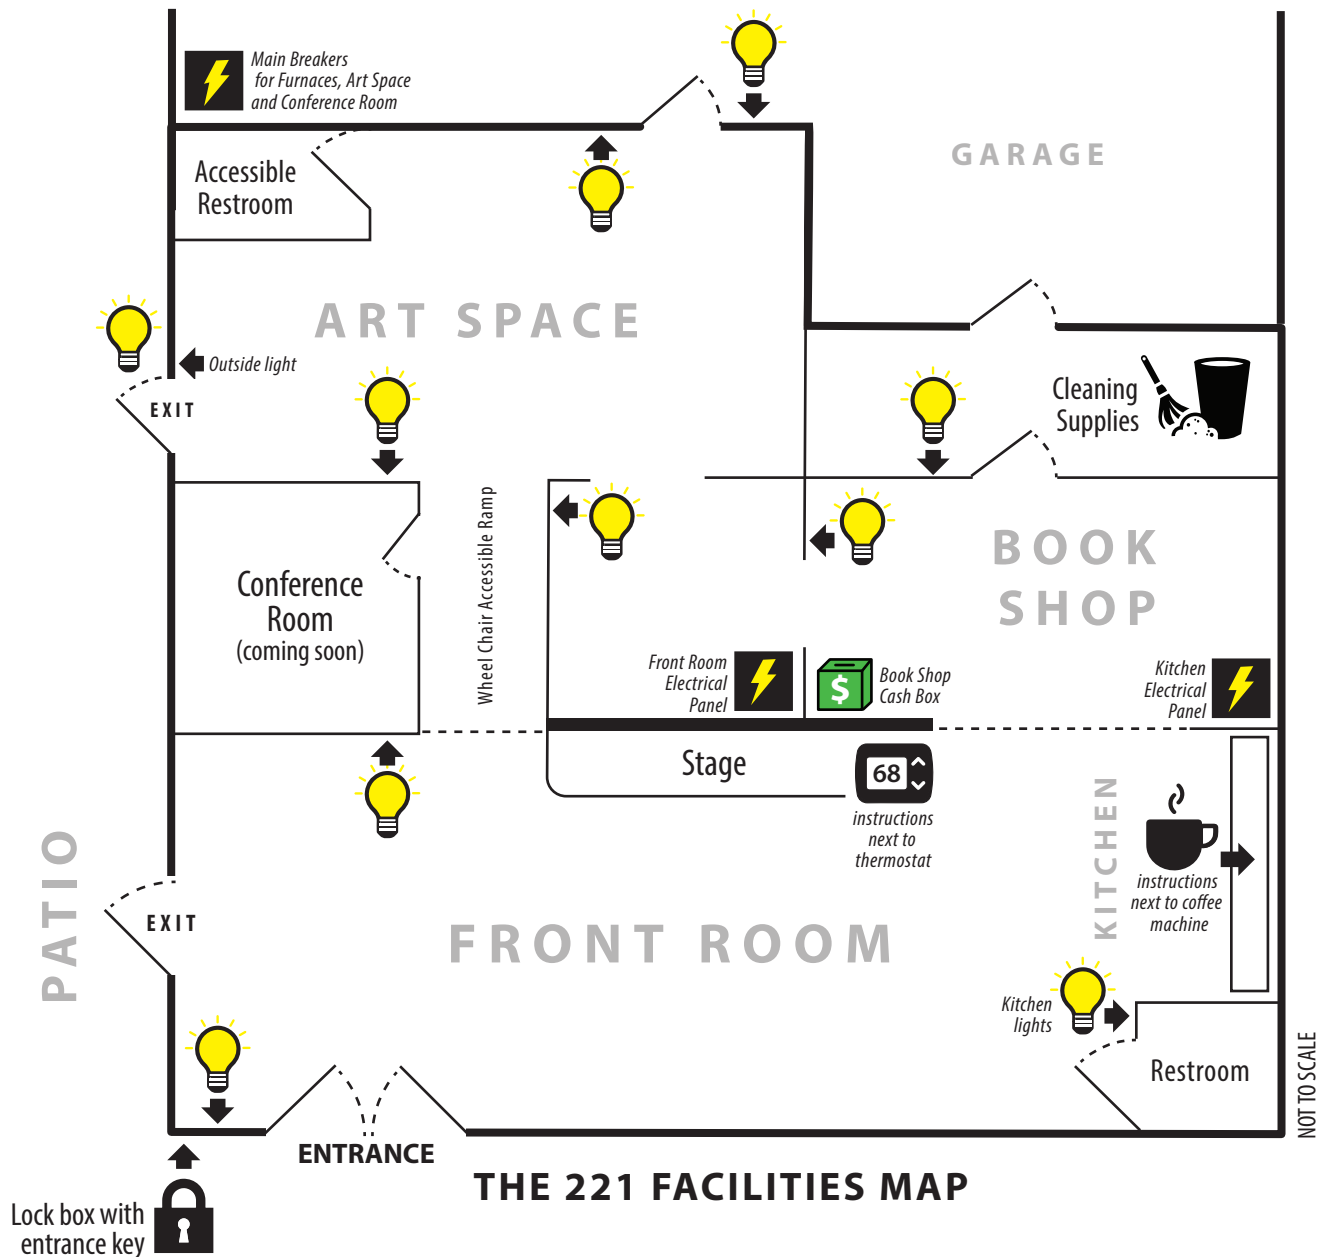 Main Breakers
for Furnaces, Art Space
and Conference Room
GARAGE
Accessible
Restroom
ART SPACE
Outside light
EXIT
Cleaning
Supplies
Wheel Chair Accessible Ramp
BOOK
SHOP
Conference
Room
(coming soon)
Front Room
Electrical
Panel
$
Book Shop
Cash Box
Kitchen
Electrical
Panel
Stage
68
instructions
next to
thermostat
KITCHEN
instructions
next to coffee
machine
PATIO
EXIT
FRONT ROOM
Kitchen
lights
Restroom
NOT TO SCALE
ENTRANCE
THE 221 FACILITIES MAP
Lock box with
entrance key